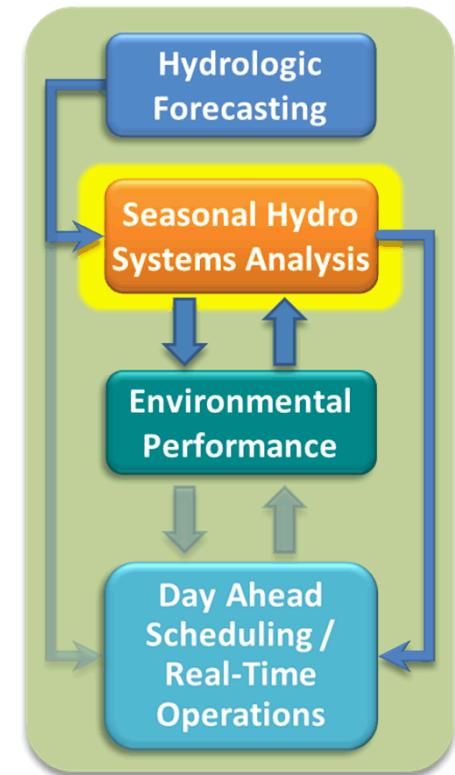 Hydrologic
Forecasting
Seasonal Hydro
Systems Analysis
Environmental
Performance
Day Ahead
Scheduling /
Real-Time
Operations